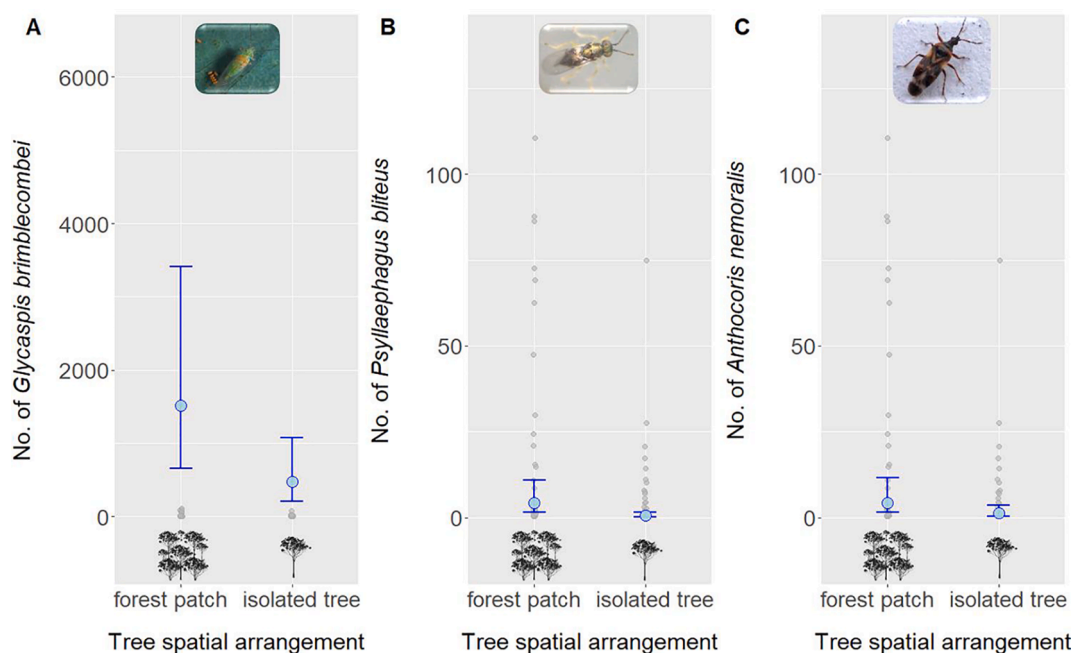 A
No. of Glycaspis brimblecombei
6000
4000
2000
0
forest patch isolated tree
Tree spatial arrangement
B
No. of Psyllaephagus bliteus
100
50
0
forest patch isolated tree
Tree spatial arrangement
C
No. of Anthocoris nemoralis
100
50
0
forest patch isolated tree
Tree spatial arrangement